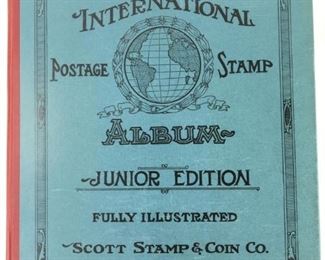 INTERNATIONAL
POSTAGE STAMP
ALBUM
JUNIOR EDITION
FULLY ILLUSTRATED
SCOTT STAMP & COIN CO.